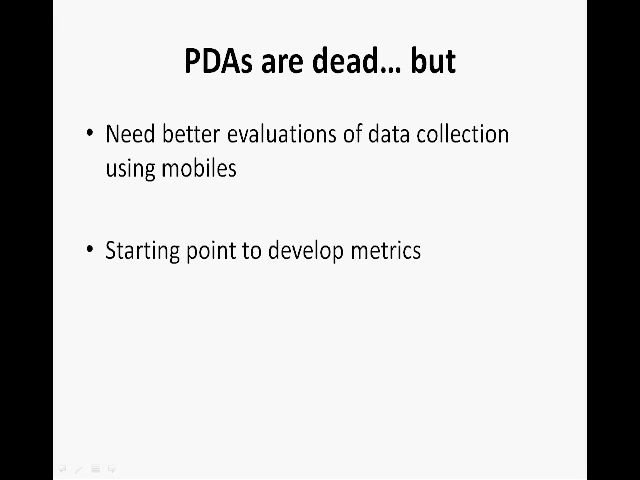 PDAs are dead... but
• Need better evaluations of data collection
using mobiles
• Starting point to develop metrics